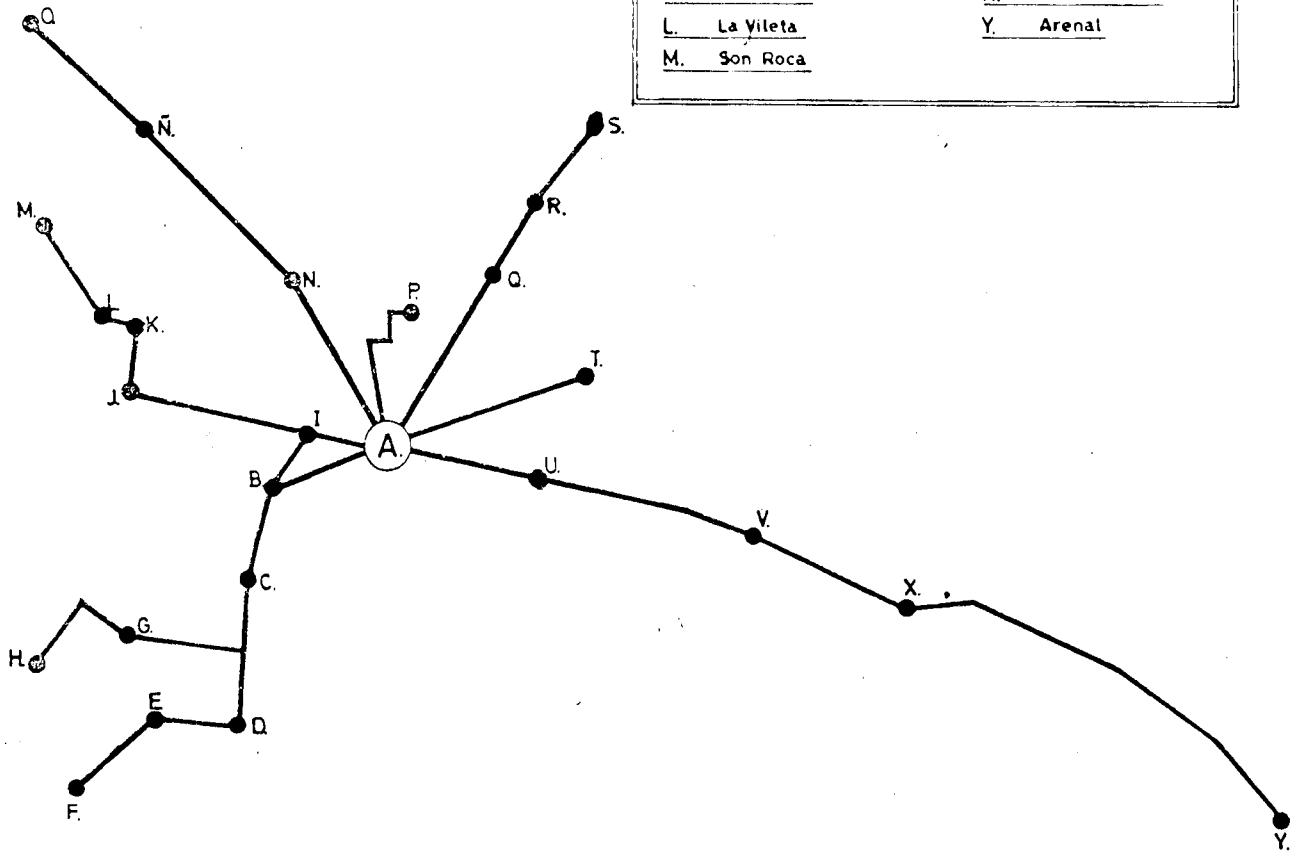 L. La Vileta
Y. Arenal
M. Son Roca
O.
Ñ.
S.
M.
R.
N.
Q.
P.
L
K.
T.
J.
I
A.
B.
U.
V.
C.
X.
G.
H.
E
D.
F.
Y.